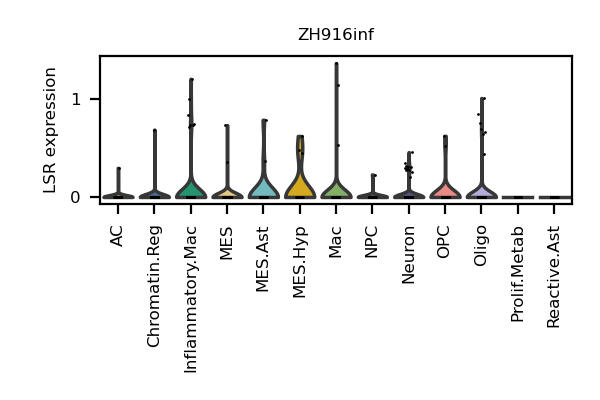 ZH916inf
LSR expression
1
0
AC
Chromatin.Reg
Inflammatory.Mac
MES
MES.Ast
MES.Hyp
Mac
NPC
Neuron
OPC
Oligo
Prolif.Metab
Reactive.Ast